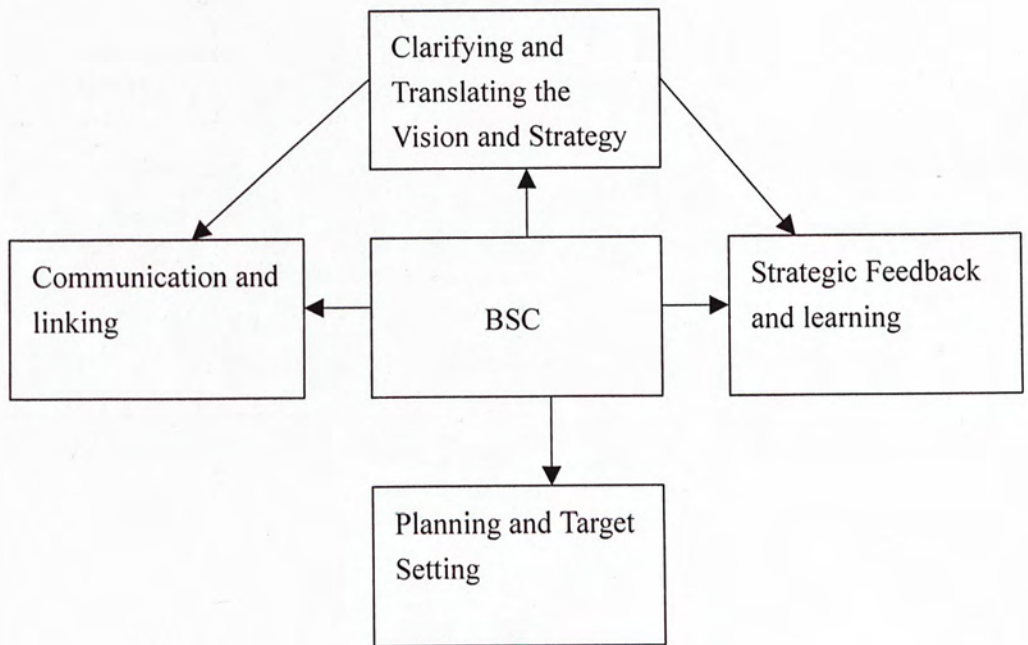 Clarifying and
Translating the
Vision and Strategy
Communication and
linking
BSC
Strategic Feedback
and learning
Planning and Target
Setting